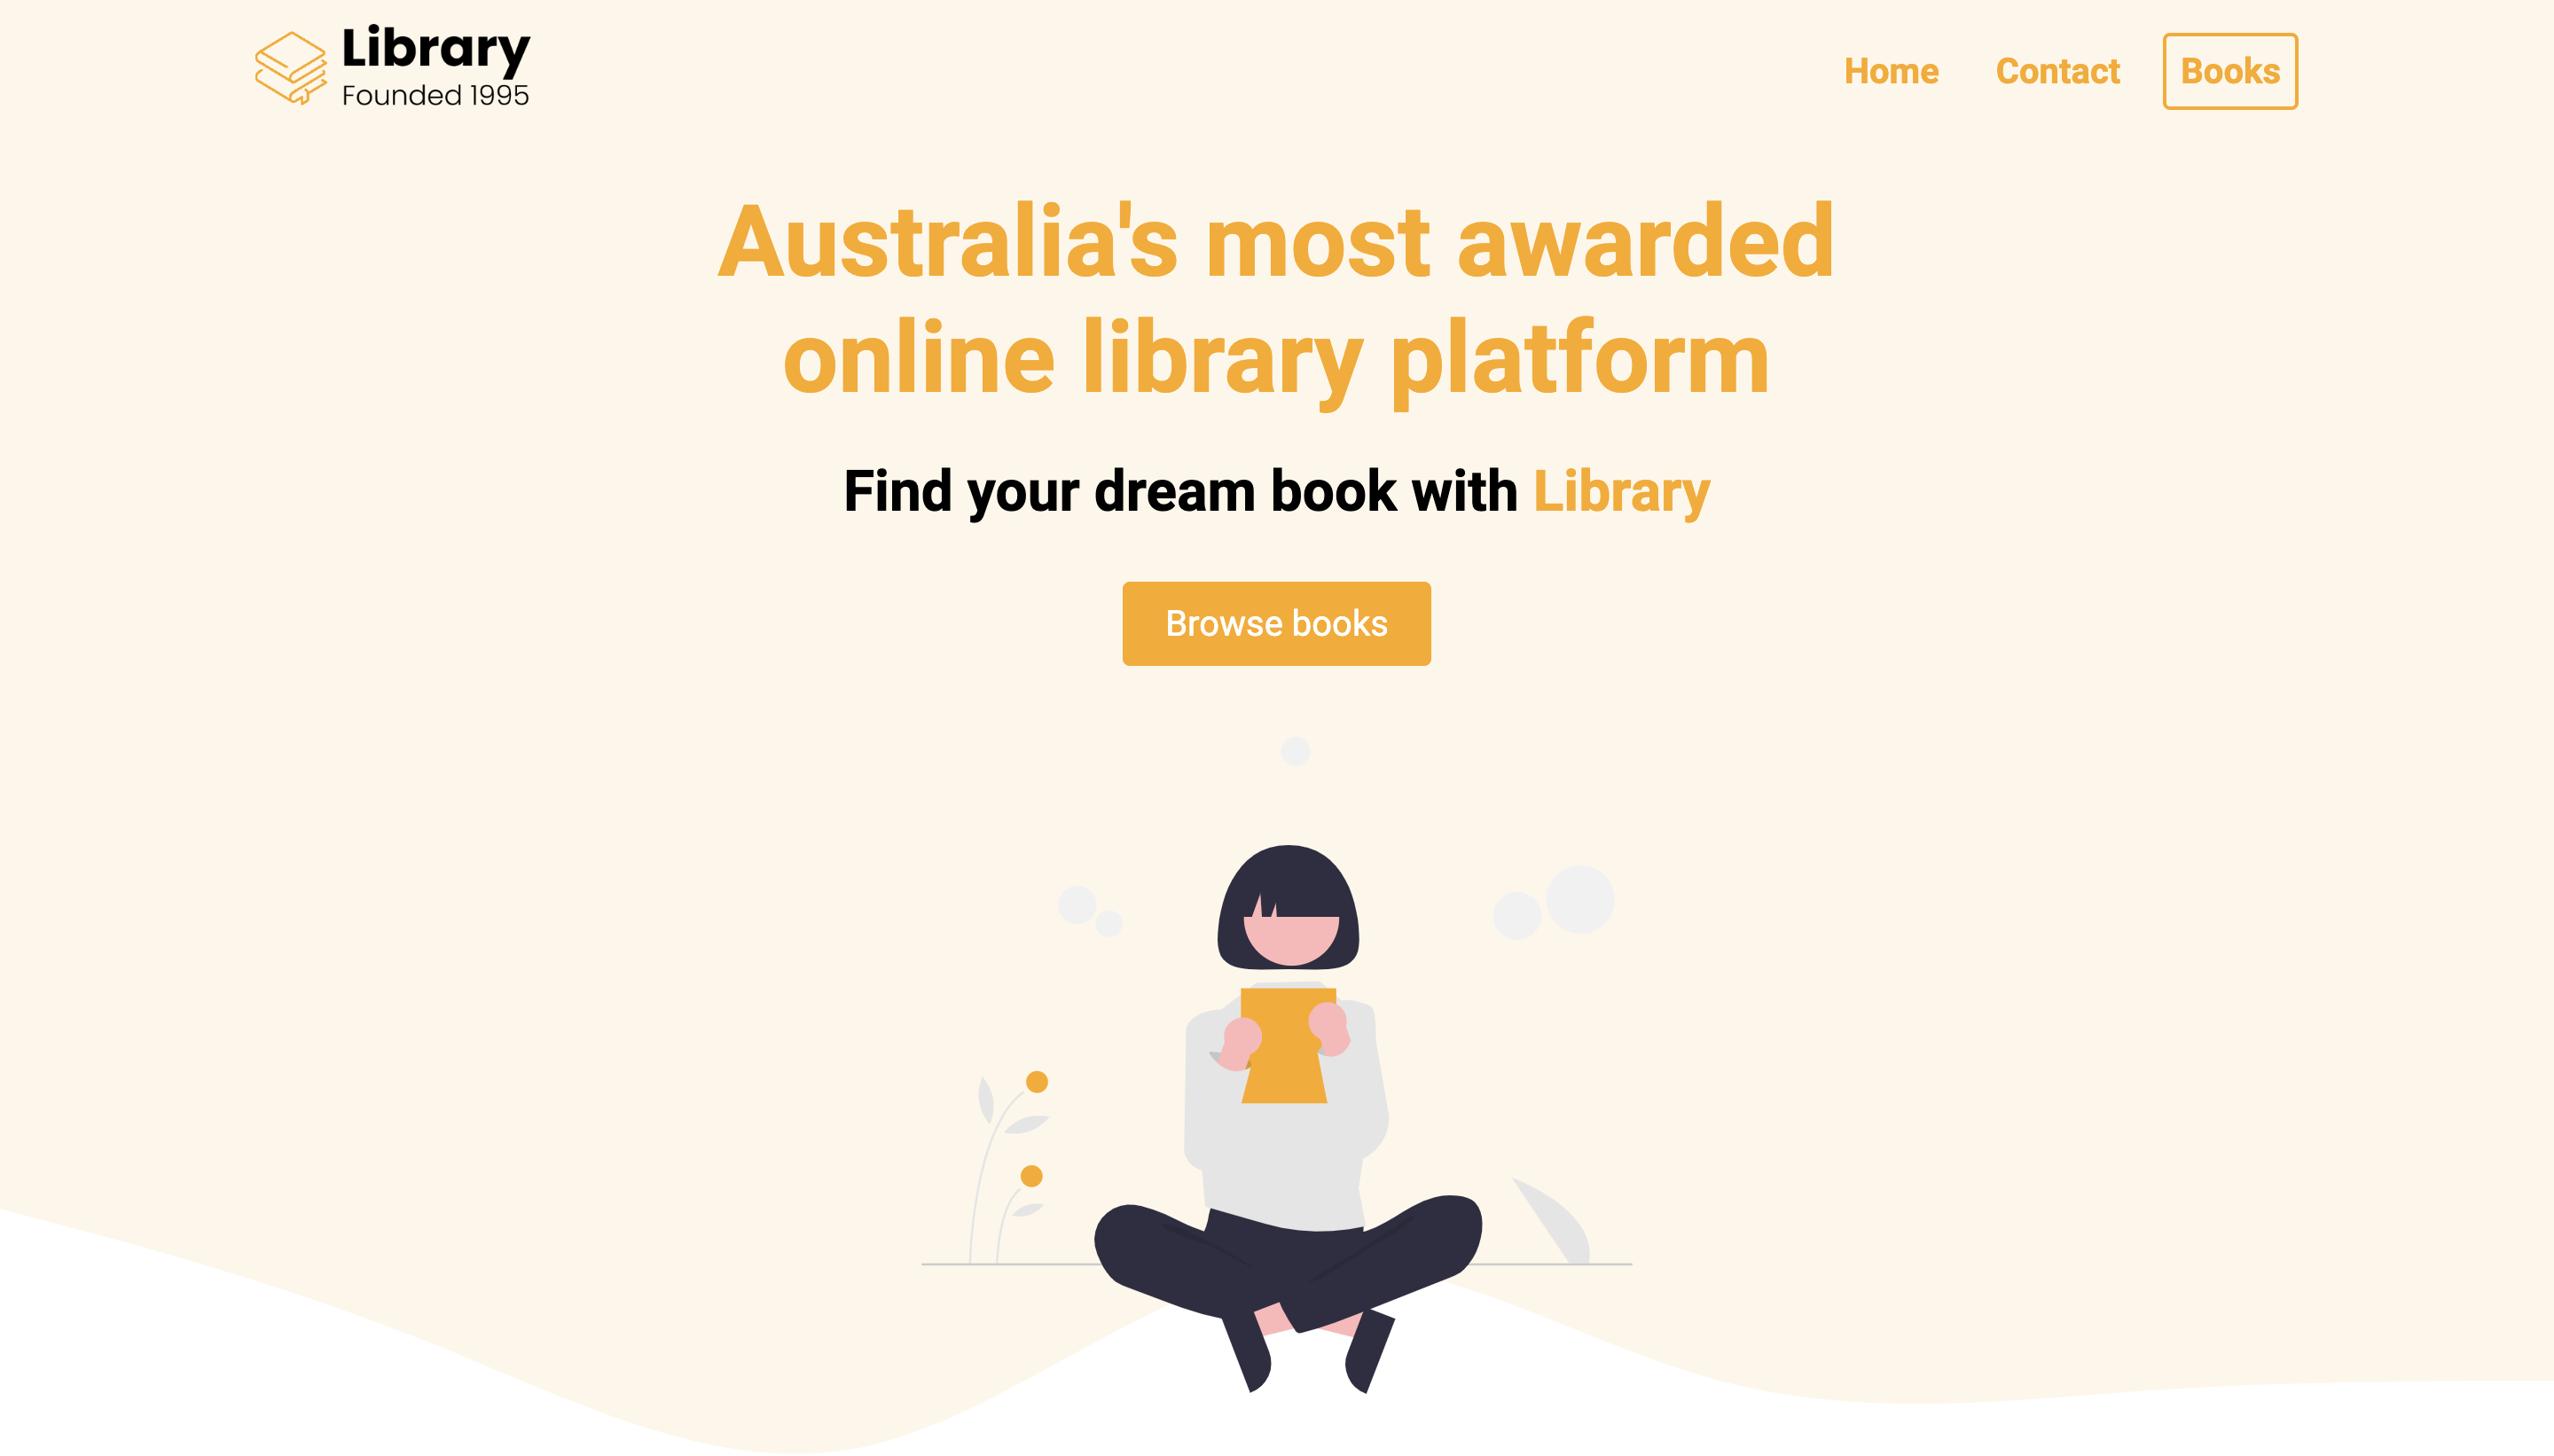 Library
Founded 1995
Home
Contact
Books
Australia's most awarded
online library platform
Find your dream book with Library
Browse books